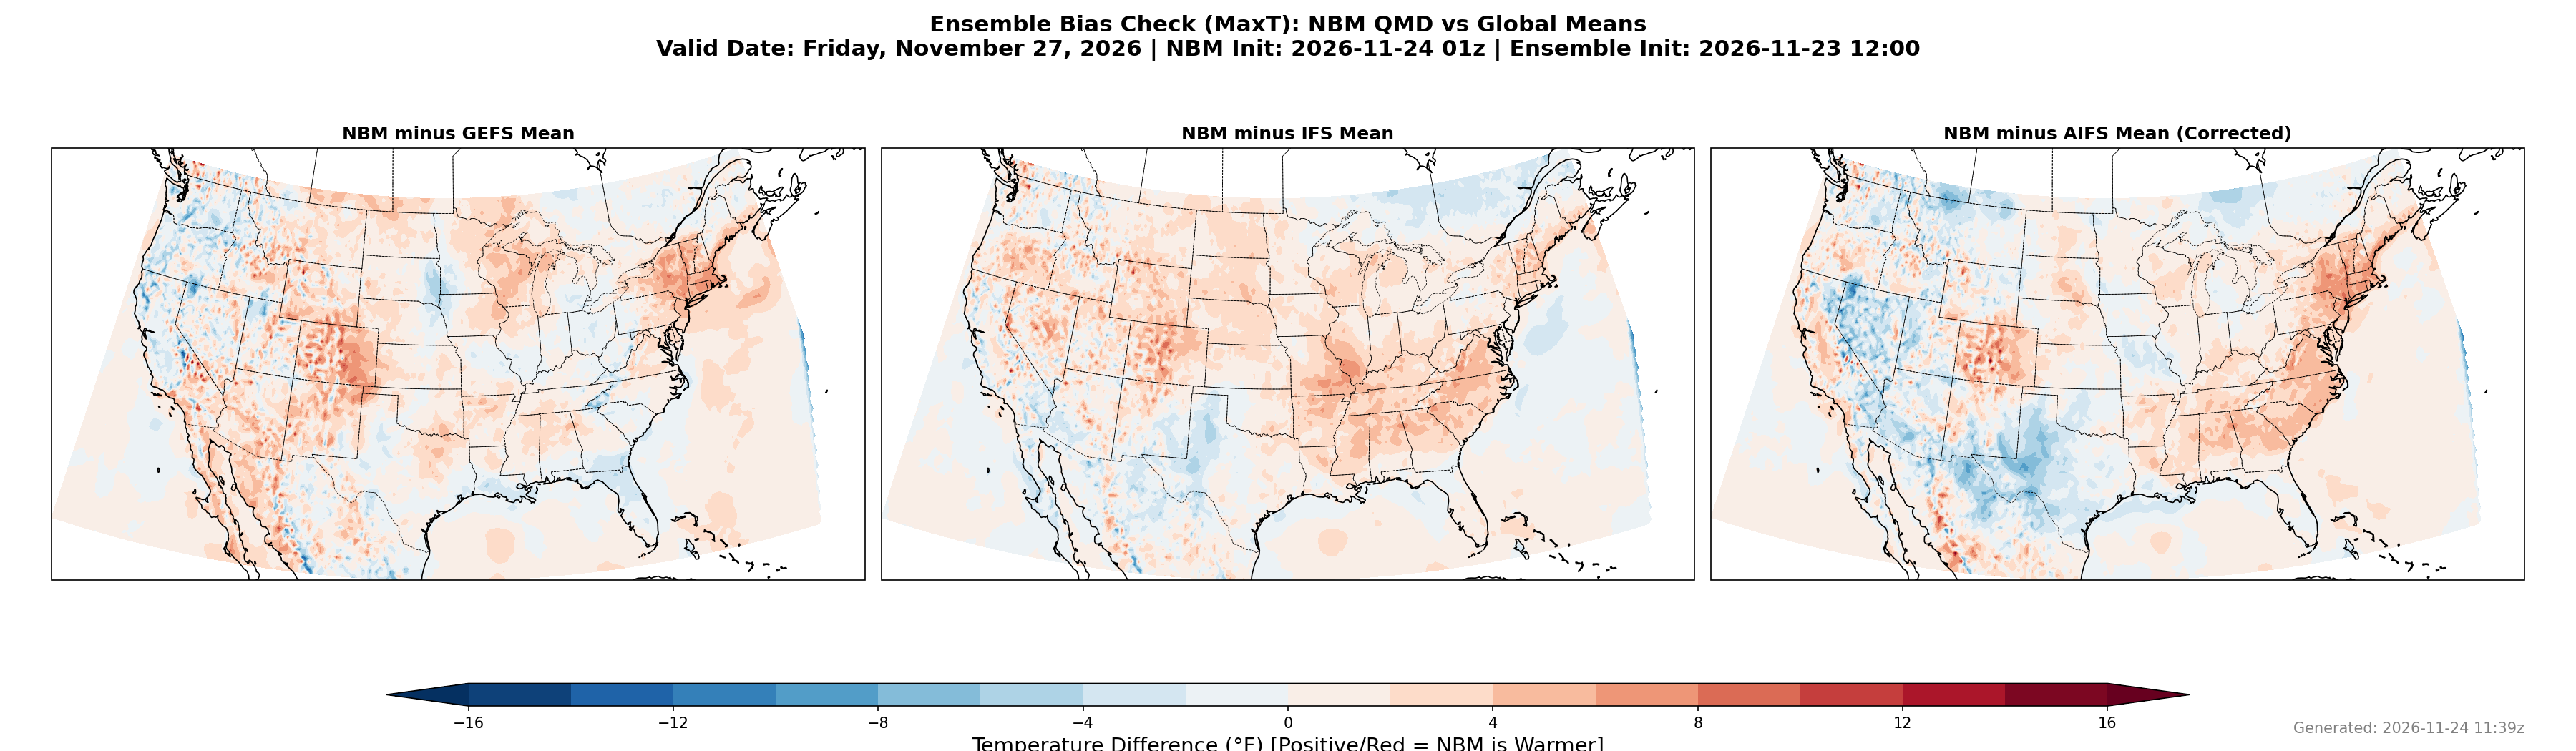 Ensemble Bias Check (MaxT): NBM QMD vs Global Means
Valid Date: Friday, November 27, 2026 | NBM Init: 2026-11-24 01z | Ensemble Init: 2026-11-23 12:00
NBM minus GEFS Mean
NBM minus IFS Mean
NBM minus AIFS Mean (Corrected)
−16 −12 −8 −4 0 4 8 12 16
Temperature Difference (°F) [Positive/Red = NBM is Warmer]
Generated: 2026-11-24 11:39z